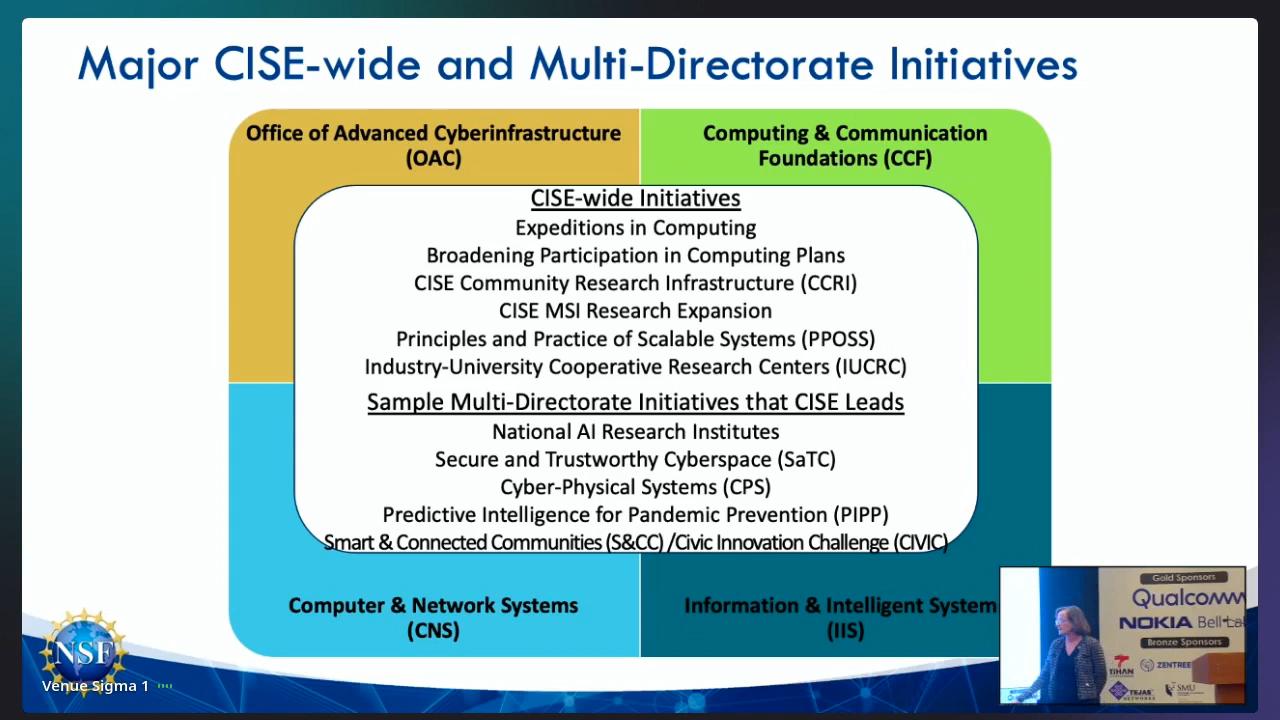 Major CISE-wide and Multi-Directorate Initiatives
Office of Advanced Cyberinfrastructure
(OAC)
Computing & Communication
Foundations (CCF)
CISE-wide Initiatives
Expeditions in Computing
Broadening Participation in Computing Plans
CISE Community Research Infrastructure (CCRI)
CISE MSI Research Expansion
Principles and Practice of Scalable Systems (PPOSS)
Industry-University Cooperative Research Centers (IUCRC)
Sample Multi-Directorate Initiatives that CISE Leads
National AI Research Institutes
Secure and Trustworthy Cyberspace (SaTC)
Cyber-Physical Systems (CPS)
Predictive Intelligence for Pandemic Prevention (PIPP)
Smart & Connected Communities (S&CC) /Civic Innovation Challenge (CIVIC)
Computer & Network Systems
(CNS)
Information & Intelligent System
(IIS)
NSF
Venue Sigma 1
Gold Sponsors
Qualcomm
NOKIA Bell La
Bronze Sponsors
TiHAN
ZENTREE
TEJAS
NETWORKS
SMU